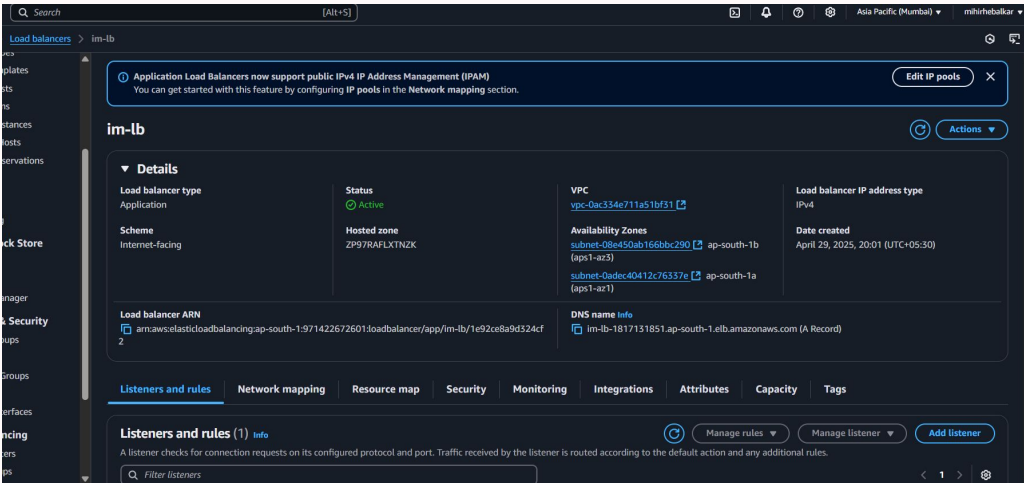 Search
[Alt+S]
Asia Pacific (Mumbai)
mihirhebalkar
Load balancers > im-lb
plates
sts
ns
stances
Hosts
servations
ck Store
anager
& Security
oups
Groups
erfaces
ncing
cers
ps
Application Load Balancers now support public IPv4 IP Address Management (IPAM)
You can get started with this feature by configuring IP pools in the Network mapping section.
Edit IP pools
im-lb
Actions
Details
Load balancer type
Application
Status
Active
VPC
vpc-0ac334e711a51bf31
Load balancer IP address type
IPv4
Scheme
Internet-facing
Hosted zone
ZP97RAFLXTNZK
Availability Zones
subnet-08e450ab166bbc290 ap-south-1b
(aps1-az3)
subnet-0adec40412c76337e ap-south-1a
(aps1-az1)
Date created
April 29, 2025, 20:01 (UTC+05:30)
Load balancer ARN
arn:aws:elasticloadbalancing:ap-south-1:971422672601:loadbalancer/app/im-lb/1e92ce8a9d324cf
2
DNS name Info
im-lb-1817131851.ap-south-1.elb.amazonaws.com (A Record)
Listeners and rules
Network mapping
Resource map
Security
Monitoring
Integrations
Attributes
Capacity
Tags
Listeners and rules (1) Info
Manage rules
Manage listener
Add listener
A listener checks for connection requests on its configured protocol and port. Traffic received by the listener is routed according to the default action and any additional rules.
Filter listeners
1